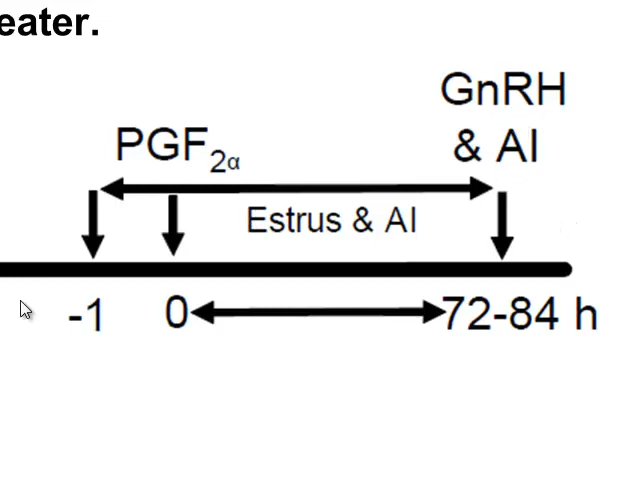 eater.
GnRH
& AI
PGF2α
Estrus & AI
-1 0 72-84 h